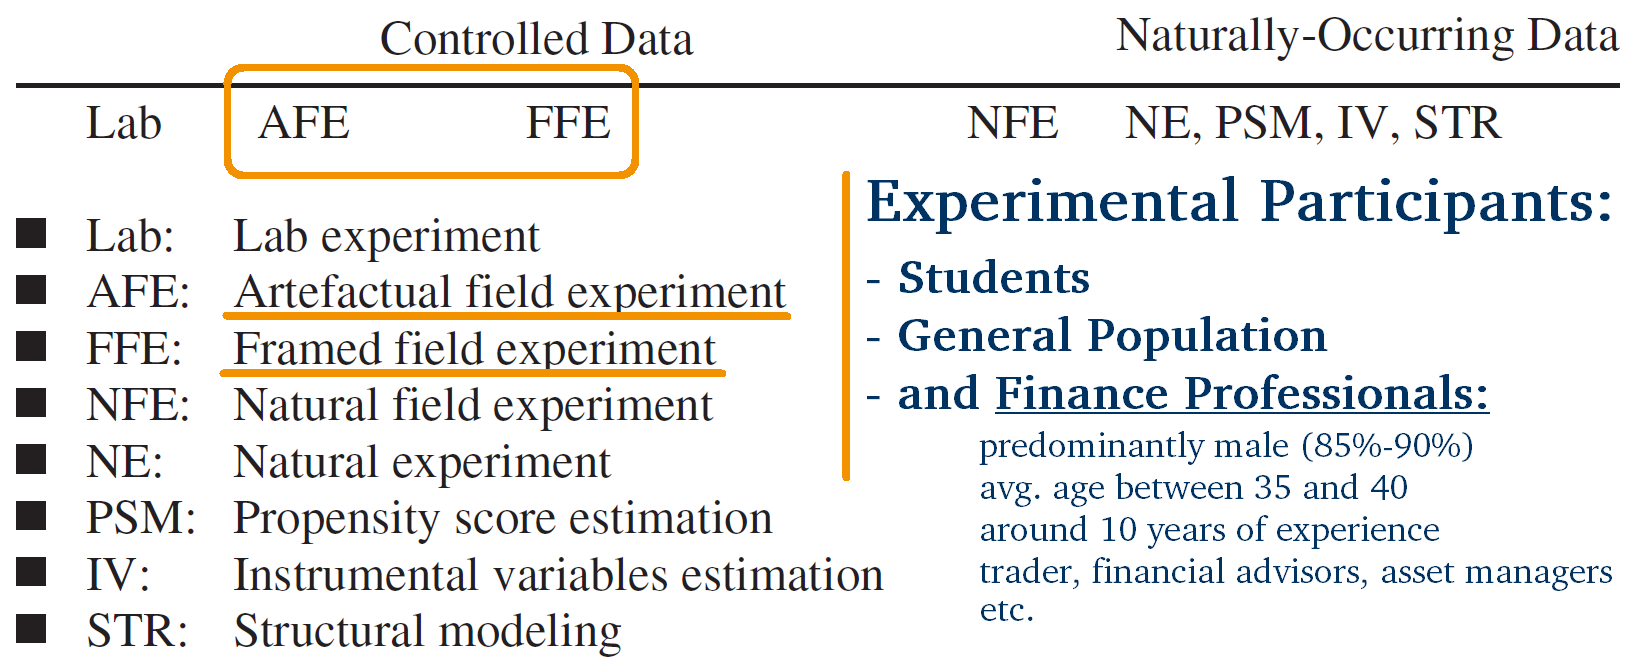 Controlled Data Naturally-Occurring Data
Lab AFE FFE NFE NE, PSM, IV, STR
Lab: Lab experiment
AFE: Artefactual field experiment
FFE: Framed field experiment
NFE: Natural field experiment
NE: Natural experiment
PSM: Propensity score estimation
IV: Instrumental variables estimation
STR: Structural modeling
Experimental Participants:
- Students
- General Population
- and Finance Professionals:
predominantly male (85%-90%)
avg. age between 35 and 40
around 10 years of experience
trader, financial advisors, asset managers
etc.